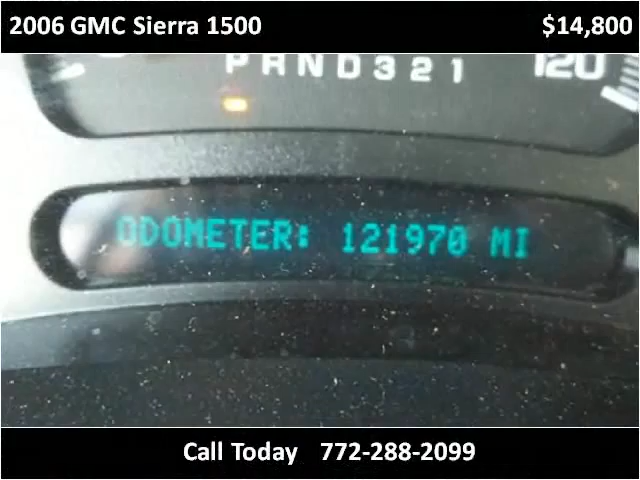 2006 GMC Sierra 1500 $14,800
PRND321 120
ODOMETER: 121970 MI
Call Today 772-288-2099